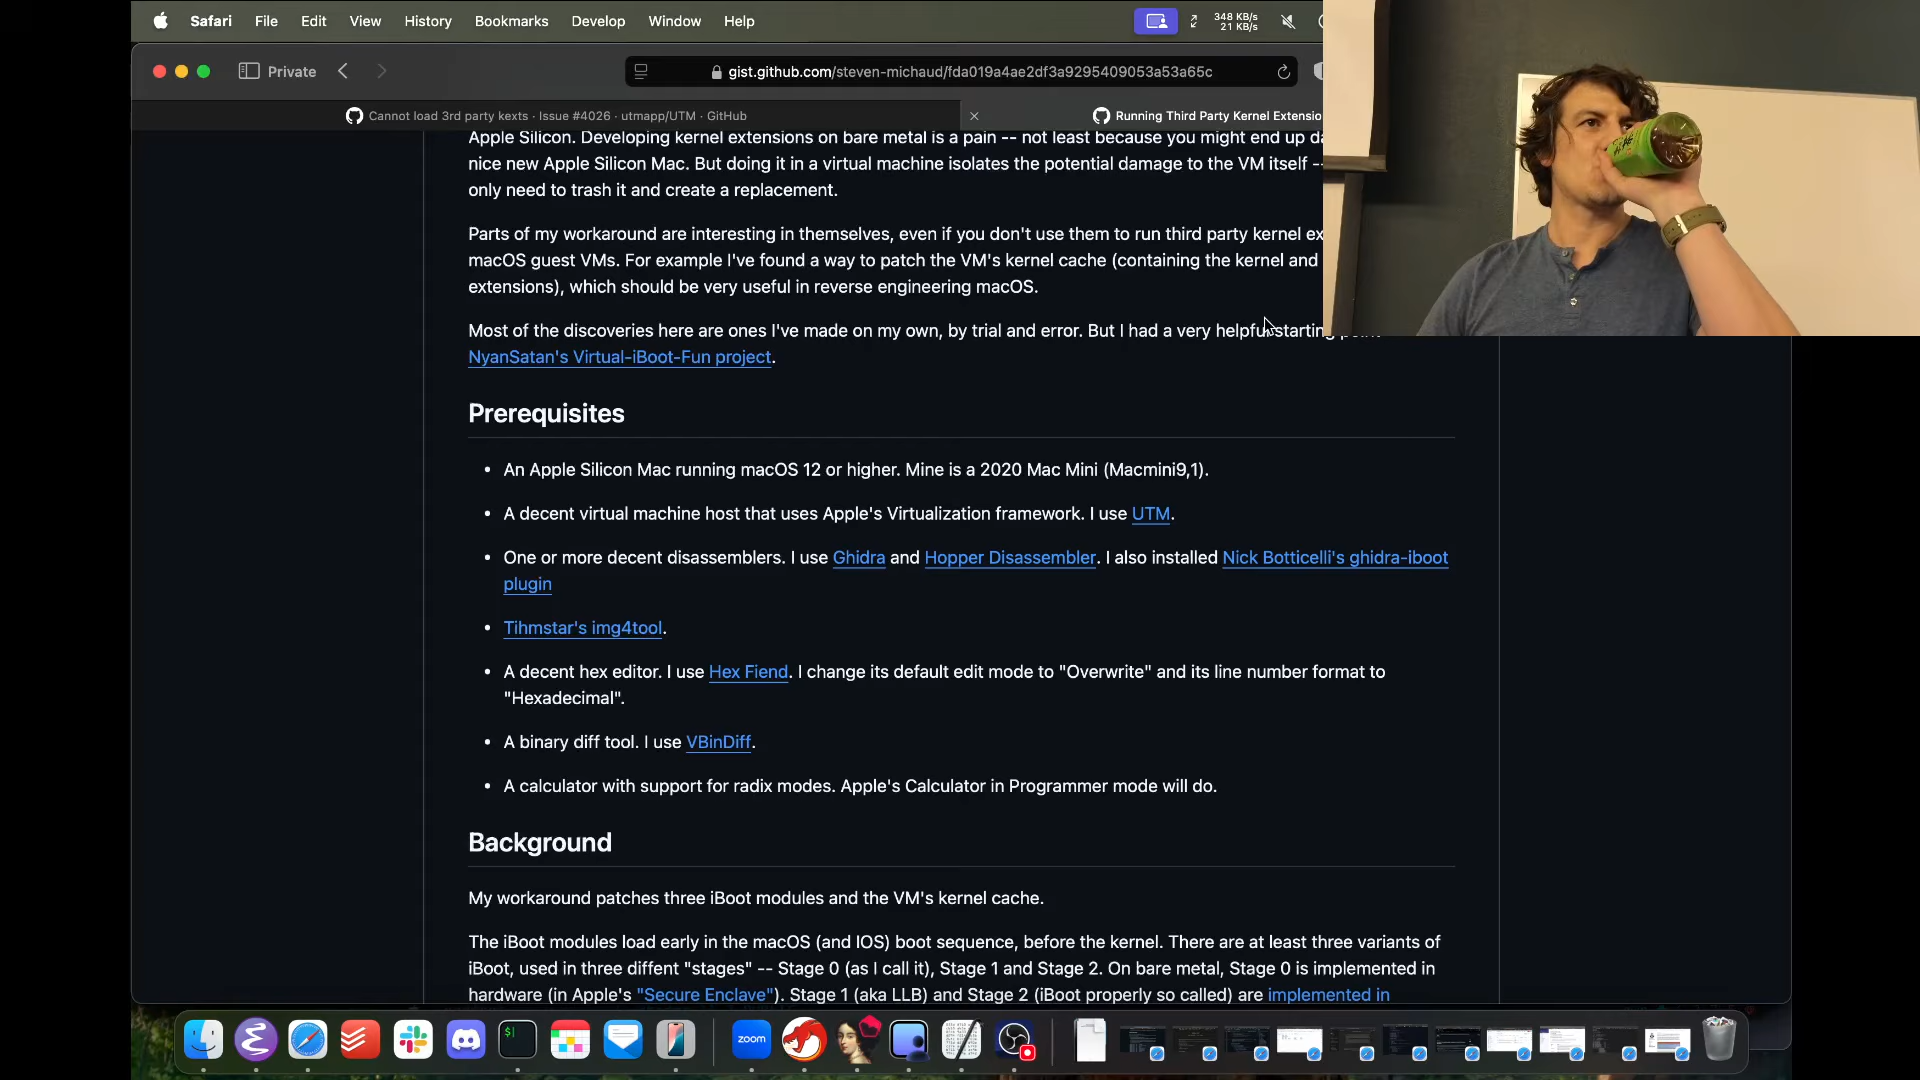 Safari File Edit View History Bookmarks Develop Window Help
348 KB/s
21 KB/s
Private
gist.github.com/steven-michaud/fda019a4ae2df3a9295409053a53a65c
Cannot load 3rd party kexts · Issue #4026 · utmapp/UTM · GitHub
Running Third Party Kernel Extensio
Apple Silicon. Developing kernel extensions on bare metal is a pain -- not least because you might end up da
nice new Apple Silicon Mac. But doing it in a virtual machine isolates the potential damage to the VM itself --
only need to trash it and create a replacement.
Parts of my workaround are interesting in themselves, even if you don't use them to run third party kernel ex
macOS guest VMs. For example I've found a way to patch the VM's kernel cache (containing the kernel and
extensions), which should be very useful in reverse engineering macOS.
Most of the discoveries here are ones I've made on my own, by trial and error. But I had a very helpful starting point
NyanSatan's Virtual-iBoot-Fun project.
Prerequisites
• An Apple Silicon Mac running macOS 12 or higher. Mine is a 2020 Mac Mini (Macmini9,1).
• A decent virtual machine host that uses Apple's Virtualization framework. I use UTM.
• One or more decent disassemblers. I use Ghidra and Hopper Disassembler. I also installed Nick Botticelli's ghidra-iboot
plugin
• Tihmstar's img4tool.
• A decent hex editor. I use Hex Fiend. I change its default edit mode to "Overwrite" and its line number format to
"Hexadecimal".
• A binary diff tool. I use VBinDiff.
• A calculator with support for radix modes. Apple's Calculator in Programmer mode will do.
Background
My workaround patches three iBoot modules and the VM's kernel cache.
The iBoot modules load early in the macOS (and IOS) boot sequence, before the kernel. There are at least three variants of
iBoot, used in three diffent "stages" -- Stage 0 (as I call it), Stage 1 and Stage 2. On bare metal, Stage 0 is implemented in
hardware (in Apple's "Secure Enclave"). Stage 1 (aka LLB) and Stage 2 (iBoot properly so called) are implemented in
$|
zoom